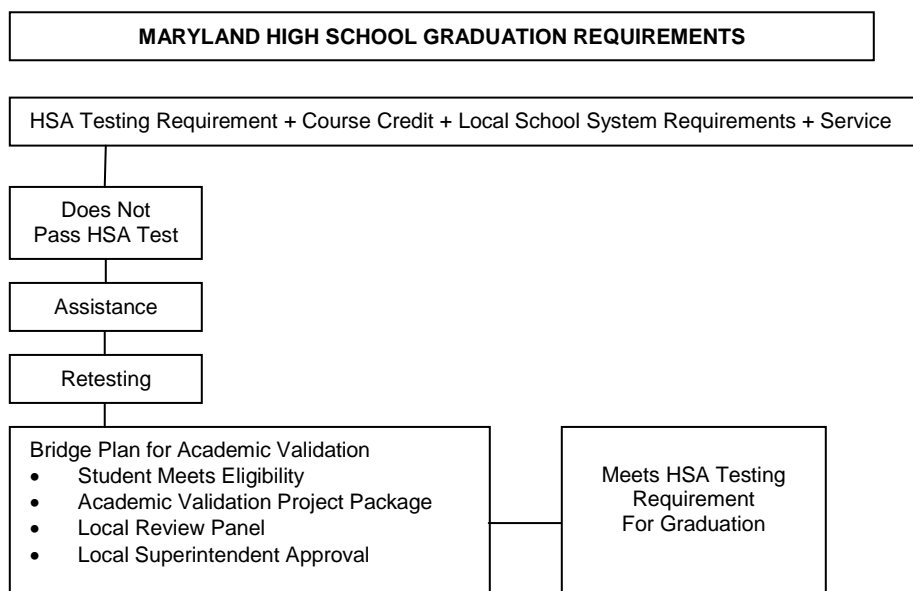 MARYLAND HIGH SCHOOL GRADUATION REQUIREMENTS
HSA Testing Requirement + Course Credit + Local School System Requirements + Service
Does Not
Pass HSA Test
Assistance
Retesting
Bridge Plan for Academic Validation
• Student Meets Eligibility
• Academic Validation Project Package
• Local Review Panel
• Local Superintendent Approval
Meets HSA Testing
Requirement
For Graduation